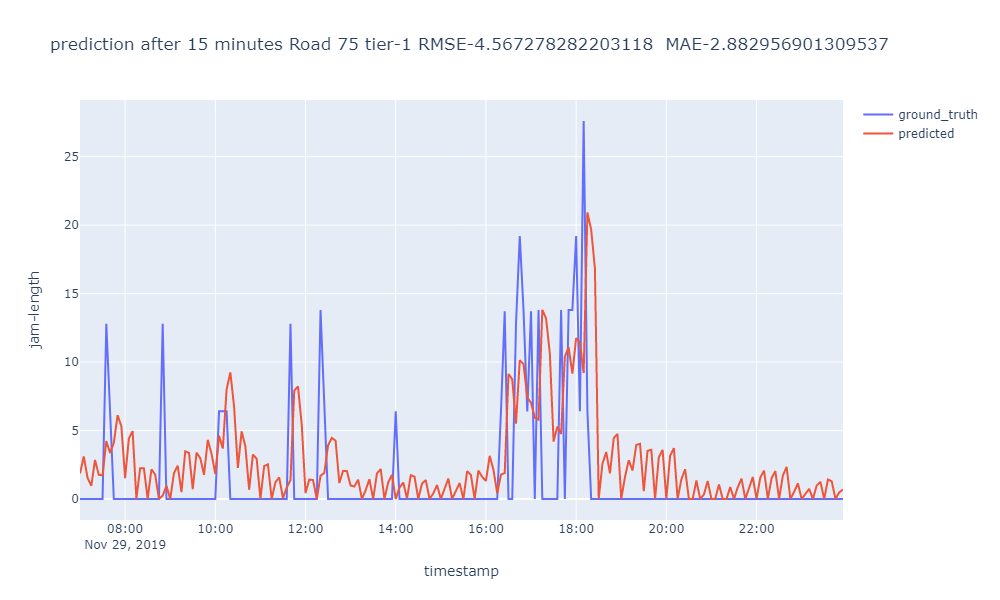 prediction after 15 minutes Road 75 tier-1 RMSE-4.567278282203118  MAE-2.882956901309537
ground_truth
predicted
25
20
15
10
5
0
jam-length
08:00 10:00 12:00 14:00 16:00 18:00 20:00 22:00
Nov 29, 2019
timestamp